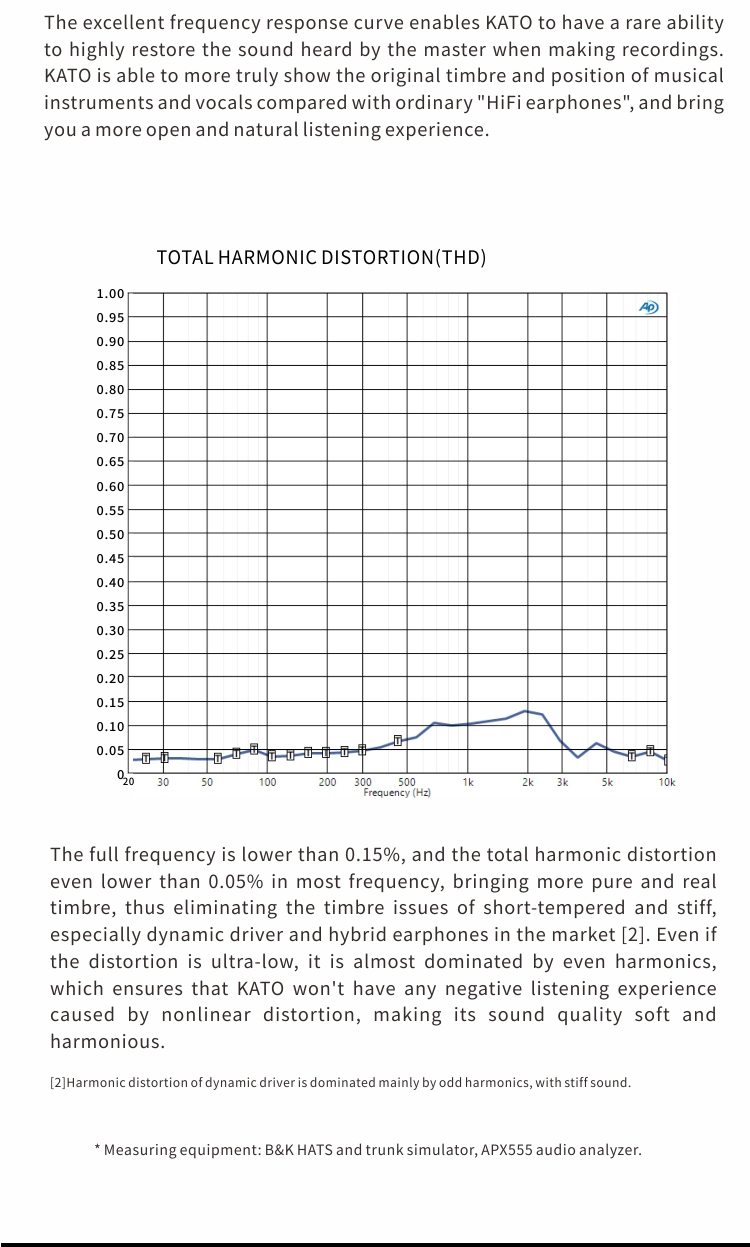 The excellent frequency response curve enables KATO to have a rare ability
to highly restore the sound heard by the master when making recordings.
KATO is able to more truly show the original timbre and position of musical
instruments and vocals compared with ordinary "HiFi earphones", and bring
you a more open and natural listening experience.
TOTAL HARMONIC DISTORTION(THD)
1.00
AP
0.95
0.90
0.85
0.80
0.75
0.70
0.65
0.60
0.55
0.50
0.45
0.40
0.35
0.30
0.25
0.20
0.15
0.10
0.05
0
20 30 50 100 200 300 500 1k 2k 3k 5k 10k
Frequency (Hz)
The full frequency is lower than 0.15%, and the total harmonic distortion
even lower than 0.05% in most frequency, bringing more pure and real
timbre, thus eliminating the timbre issues of short-tempered and stiff,
especially dynamic driver and hybrid earphones in the market [2]. Even if
the distortion is ultra-low, it is almost dominated by even harmonics,
which ensures that KATO won't have any negative listening experience
caused by nonlinear distortion, making its sound quality soft and
harmonious.
[2]Harmonic distortion of dynamic driver is dominated mainly by odd harmonics, with stiff sound.
* Measuring equipment: B&K HATS and trunk simulator, APX555 audio analyzer.